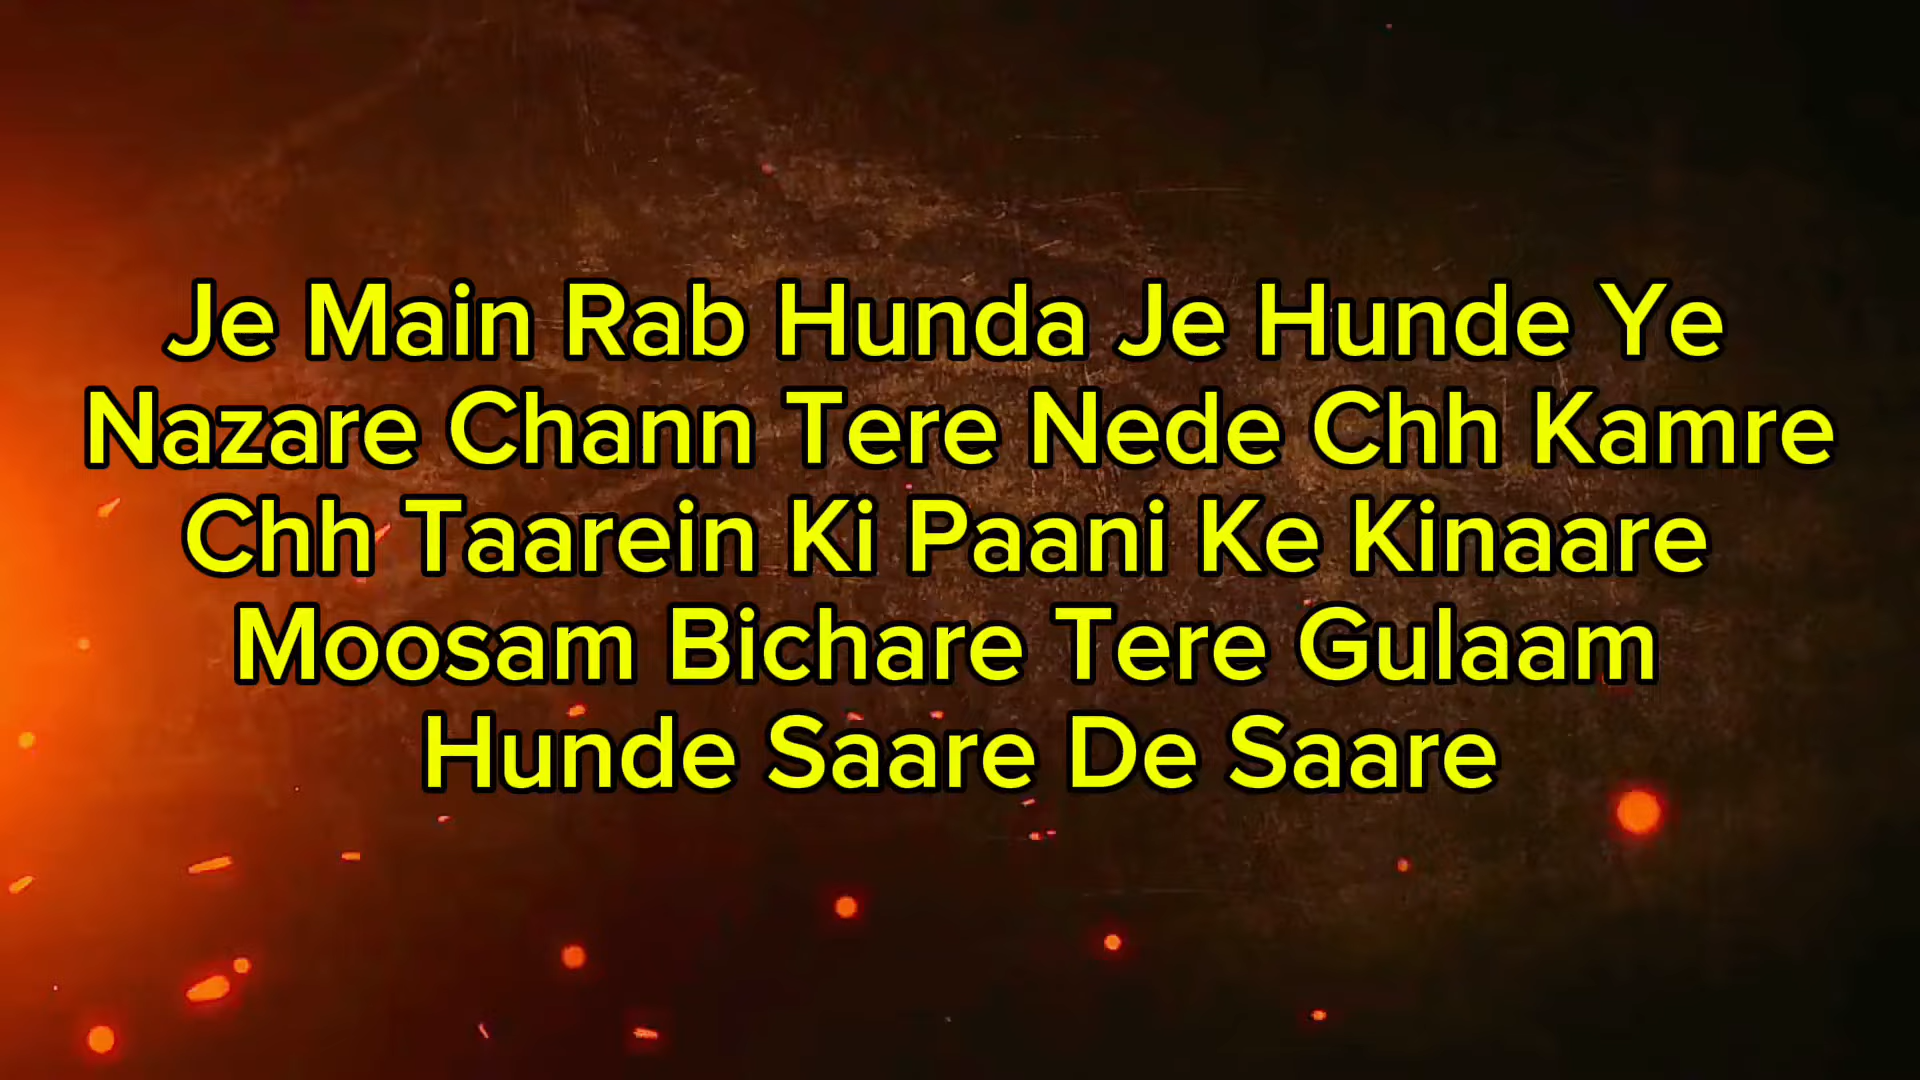 Je Main Rab Hunda Je Hunde Ye
Nazare Chann Tere Nede Chh Kamre
Chh Taarein Ki Paani Ke Kinaare
Moosam Bichare Tere Gulaam
Hunde Saare De Saare